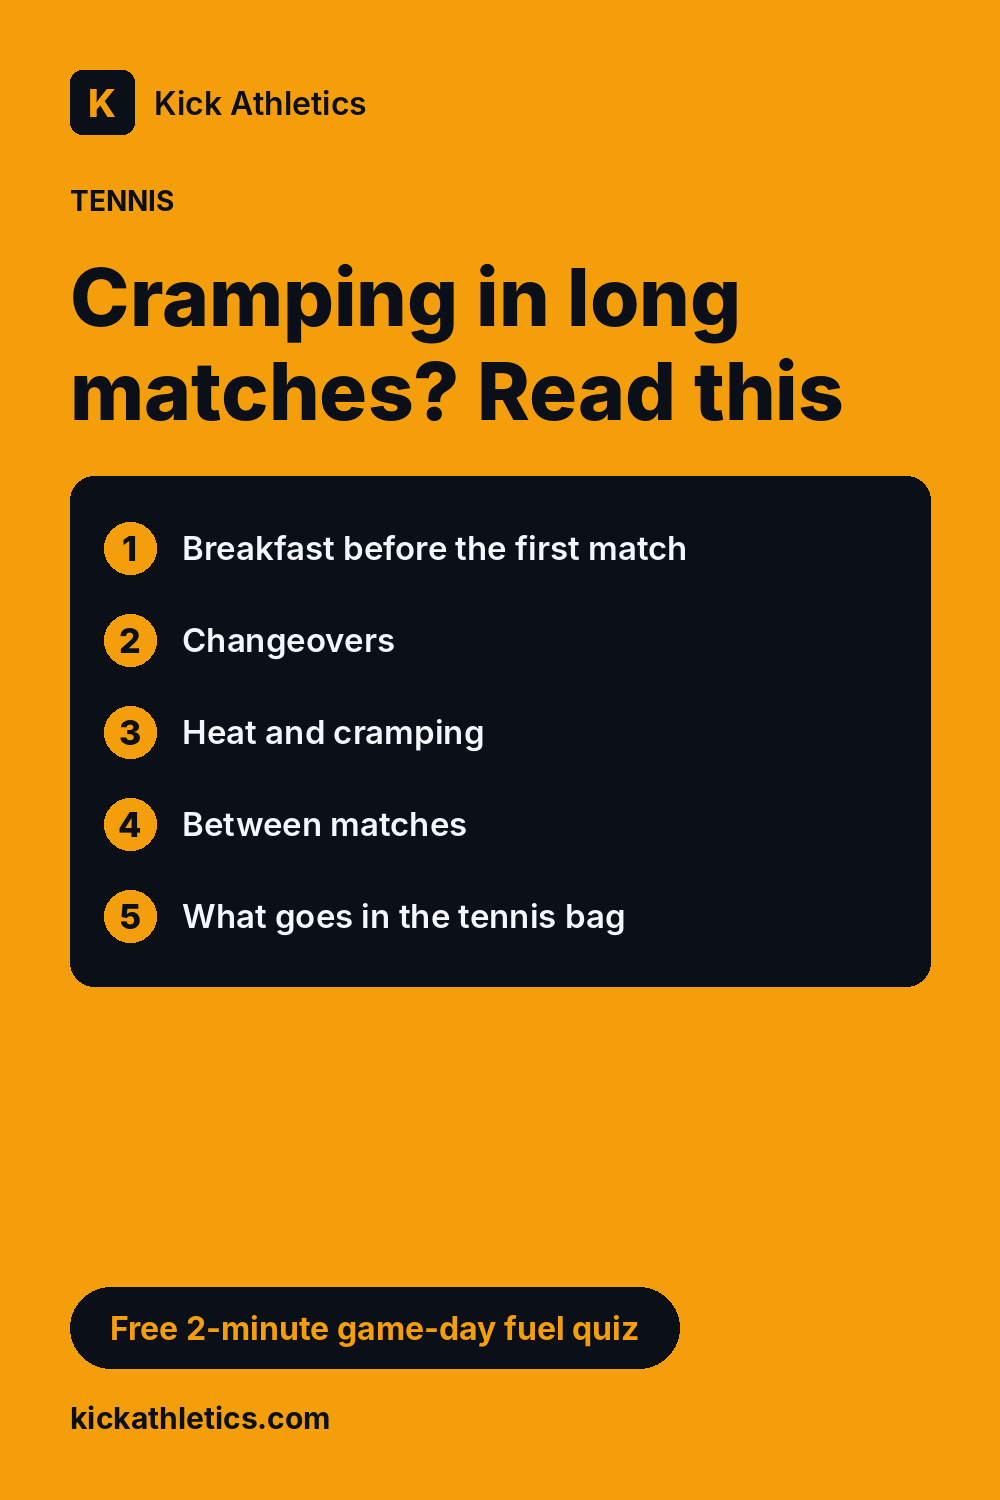 K
Kick Athletics
TENNIS
Cramping in long
matches? Read this
1 Breakfast before the first match
2 Changeovers
3 Heat and cramping
4 Between matches
5 What goes in the tennis bag
Free 2-minute game-day fuel quiz
kickathletics.com